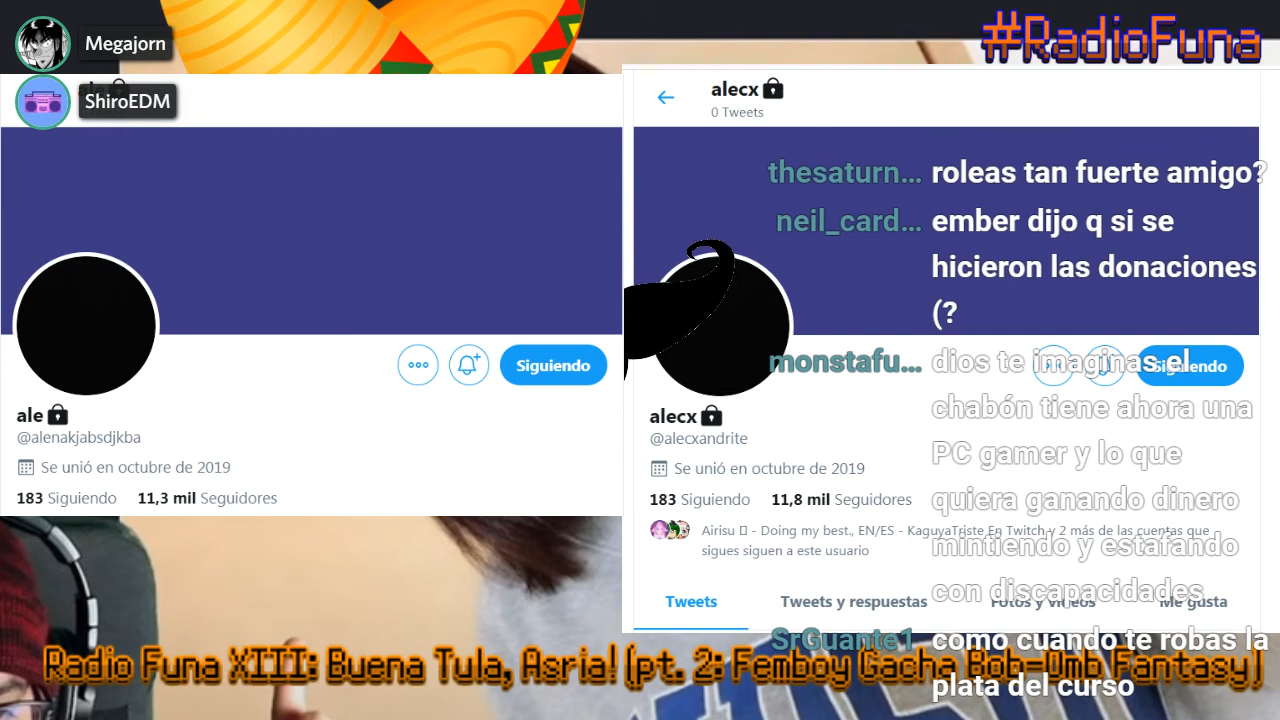 Megajorn
#RadioFuna
ShiroEDM
ale
@alenakjabsdjkba
Siguiendo
Se unió en octubre de 2019
183 Siguiendo 11,3 mil Seguidores
alecx
0 Tweets
Siguiendo
alecx
@alecxandrite
Se unió en octubre de 2019
183 Siguiendo 11,8 mil Seguidores
Airisu - Doing my best., EN/ES - KaguyaTriste En Twitch y 2 más de las cuentas que
sigues siguen a este usuario
Tweets Tweets y respuestas Fotos y videos Me gusta
thesaturn... roleas tan fuerte amigo?
neil_card... ember dijo q si se
hicieron las donaciones
(?
monstafu... dios te imaginas el
chabón tiene ahora una
PC gamer y lo que
quiera ganando dinero
mintiendo y estafando
con discapacidades
SrGuante1 como cuando te robas la
plata del curso
Radio Funa XIII: Buena Tula, Asria! (pt. 2: Femboy Gacha Bob-Omb Fantasy)